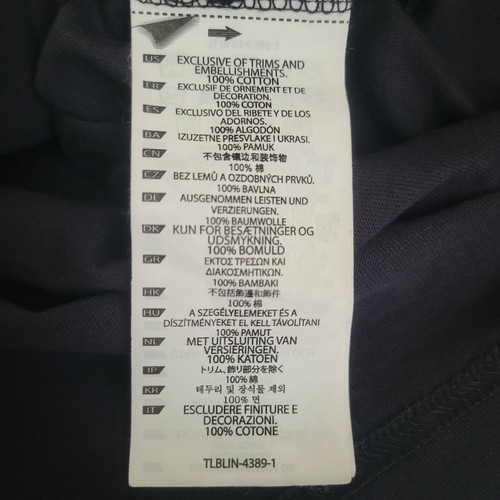 US EXCLUSIVE OF TRIMS AND
EMBELLISHMENTS.
100% COTTON
FR EXCLUSIF DE ORNEMENT ET DE
DECORATION.
100% COTON
ES EXCLUSIVO DEL RIBETE Y DE LOS
ADORNOS.
100% ALGODÓN
BA IZUZETNE PRESVLAKE I UKRASI.
100% PAMUK
CN 不包含镶边和装饰物
100% 棉
CZ BEZ LEMŮ A OZDOBNÝCH PRVKŮ.
100% BAVLNA
DE AUSGENOMMEN LEISTEN UND
VERZIERUNGEN.
100% BAUMWOLLE
DK KUN FOR BESÆTNINGER OG
UDSMYKNING.
100% BOMULD
GR ΕΚΤΟΣ ΤΡΕΣΩΝ ΚΑΙ
ΔΙΑΚΟΣΜΗΤΙΚΩΝ.
100% ΒΑΜΒΑΚΙ
HK 不包括飾邊和飾件
100% 棉
HU A SZEGÉLYELEMEKET ÉS A
DÍSZÍTMÉNYEKET EL KELL TÁVOLÍTANI
100% PAMUT
NL MET UITSLUITING VAN
VERSIERINGEN.
100% KATOEN
JP トリム、飾り部分を除く
100% 綿
KR 테두리 및 장식물 제외
100% 면
IT ESCLUDERE FINITURE E
DECORAZIONI.
100% COTONE
TLBLIN-4389-1